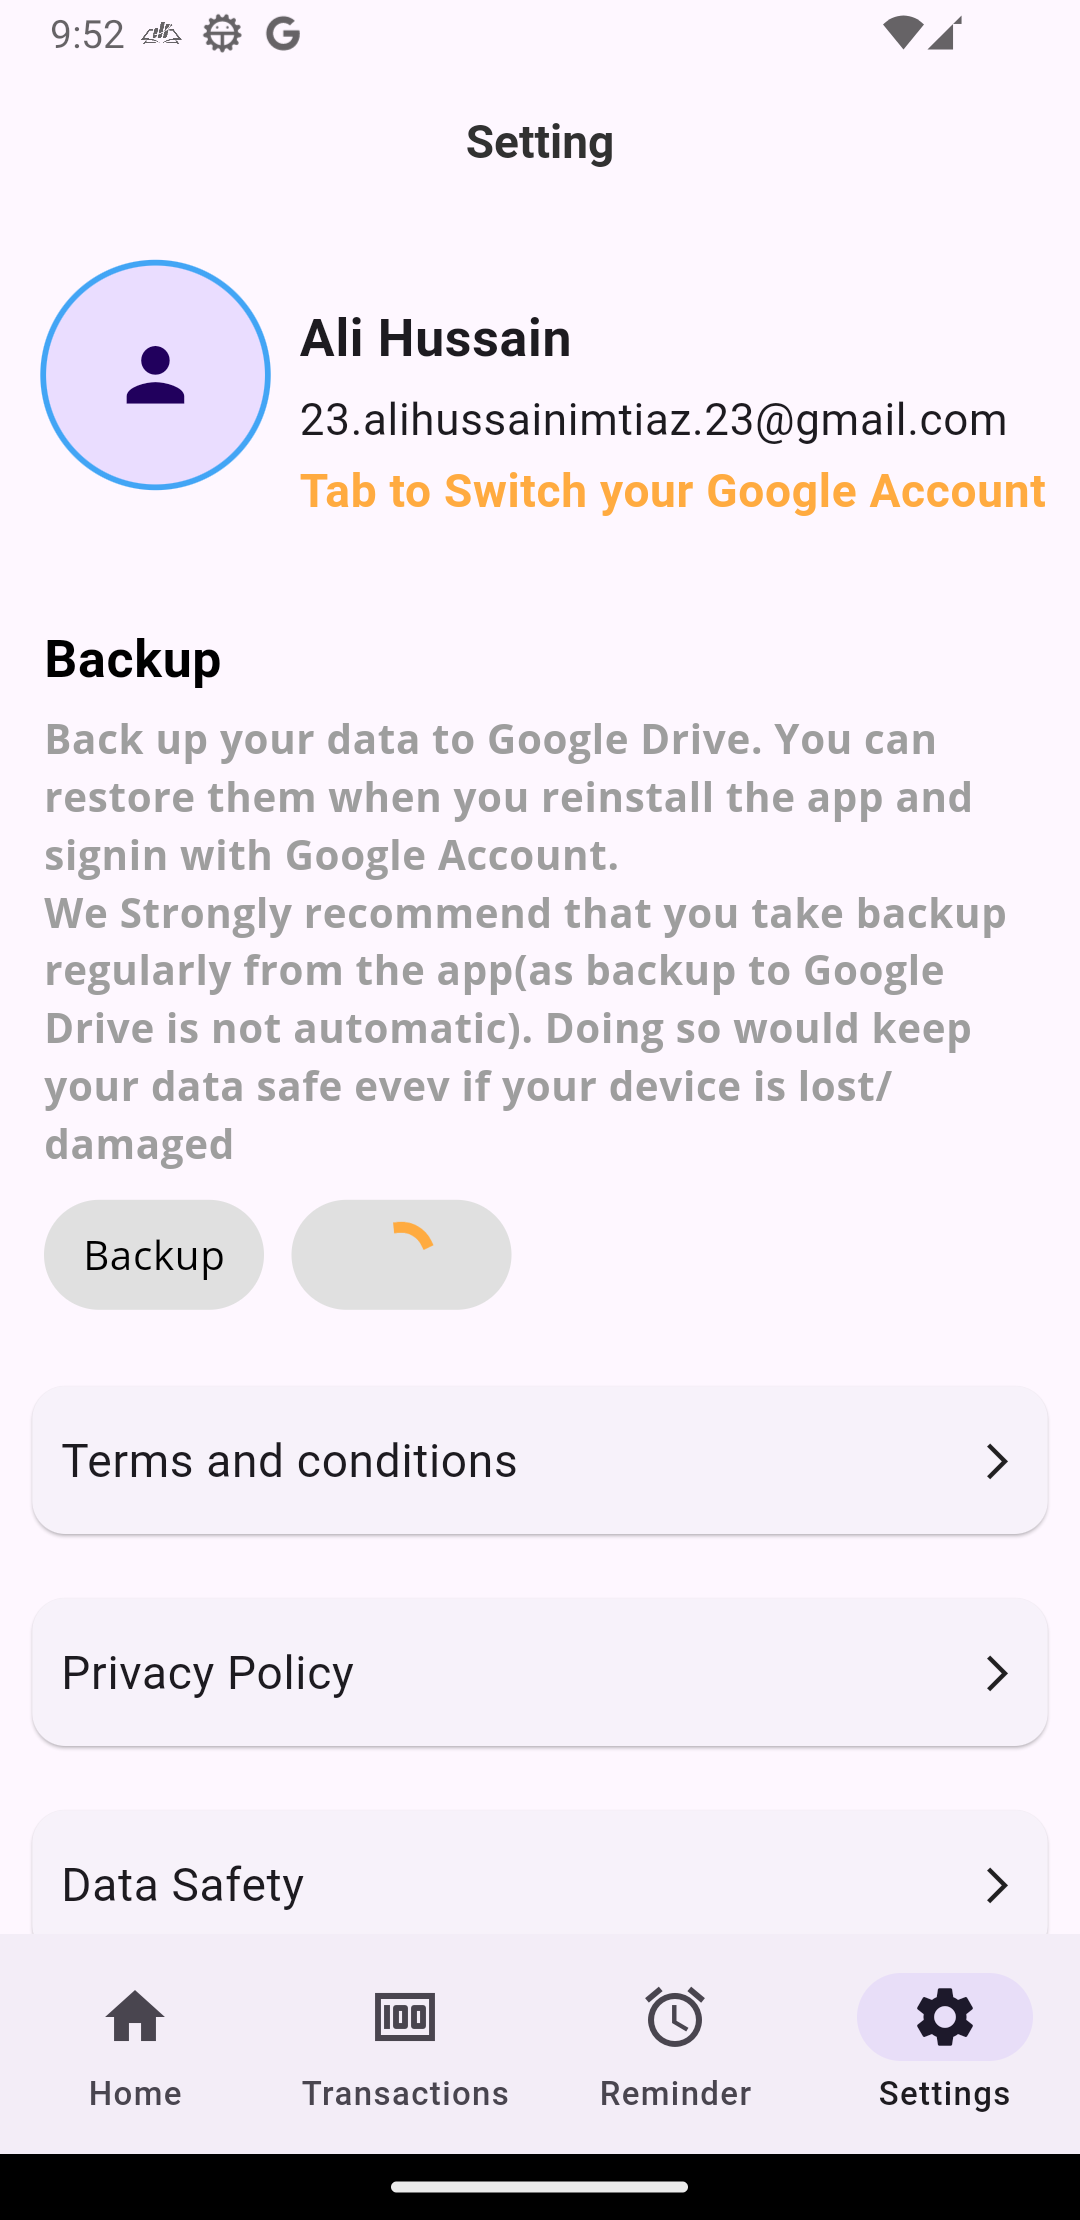 9:52
Setting
Ali Hussain
23.alihussainimtiaz.23@gmail.com
Tab to Switch your Google Account
Backup
Back up your data to Google Drive. You can
restore them when you reinstall the app and
signin with Google Account.
We Strongly recommend that you take backup
regularly from the app(as backup to Google
Drive is not automatic). Doing so would keep
your data safe evev if your device is lost/
damaged
Backup
Terms and conditions
Privacy Policy
Data Safety
Home
Transactions
Reminder
Settings